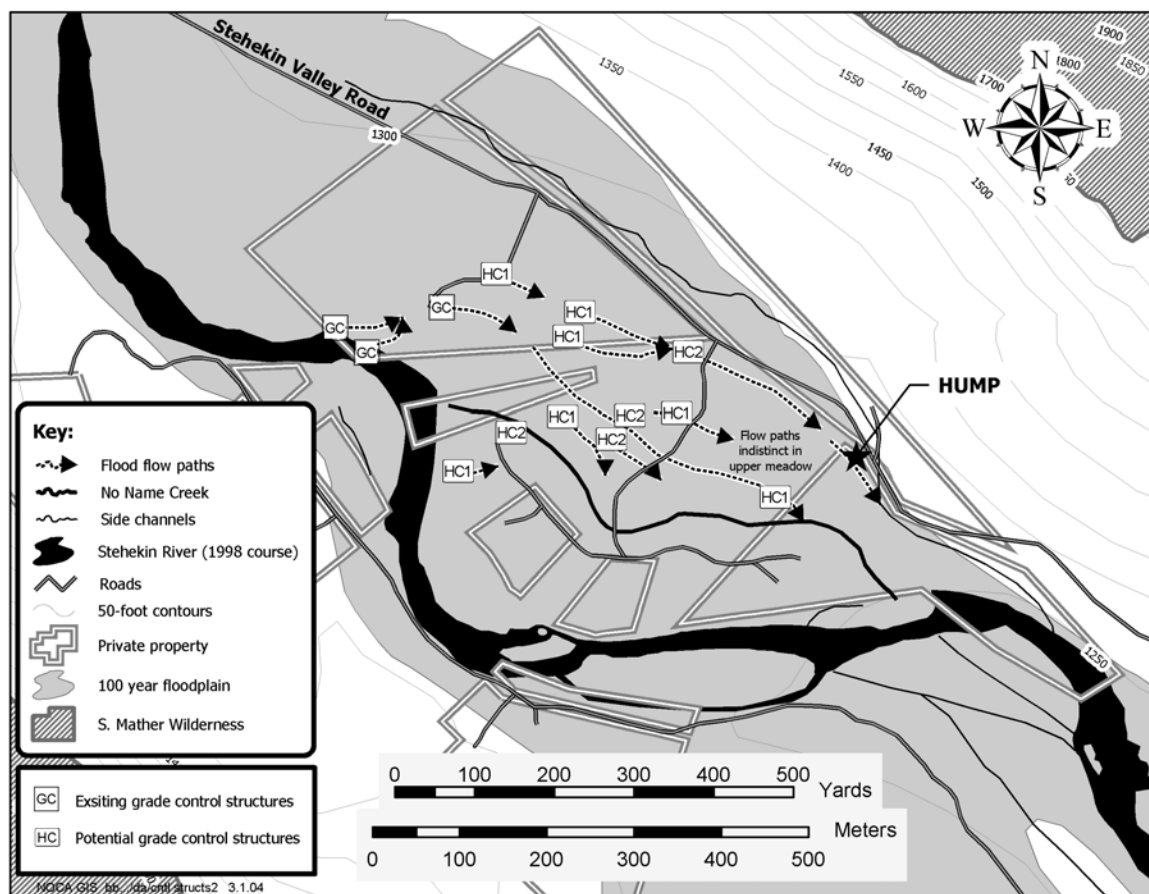 Stehekin Valley Road
1300
1350
1400
1450
1500
1550
1600
1700
1800
1900
1850
N
W
E
S
HC1
GC
GC
GC
HC1
HC1
HC2
HC1
HC2
HC1
HC2
HC2
HC1
HC1
Flow paths
indistinct in
upper meadow
HUMP
1250
Key:
Flood flow paths
No Name Creek
Side channels
Stehekin River (1998 course)
Roads
50-foot contours
Private property
100 year floodplain
S. Mather Wilderness
GC Exsiting grade control structures
HC Potential grade control structures
0 100 200 300 400 500 Yards
Meters
0 100 200 300 400 500
NOCA GIS bb 3.1.04